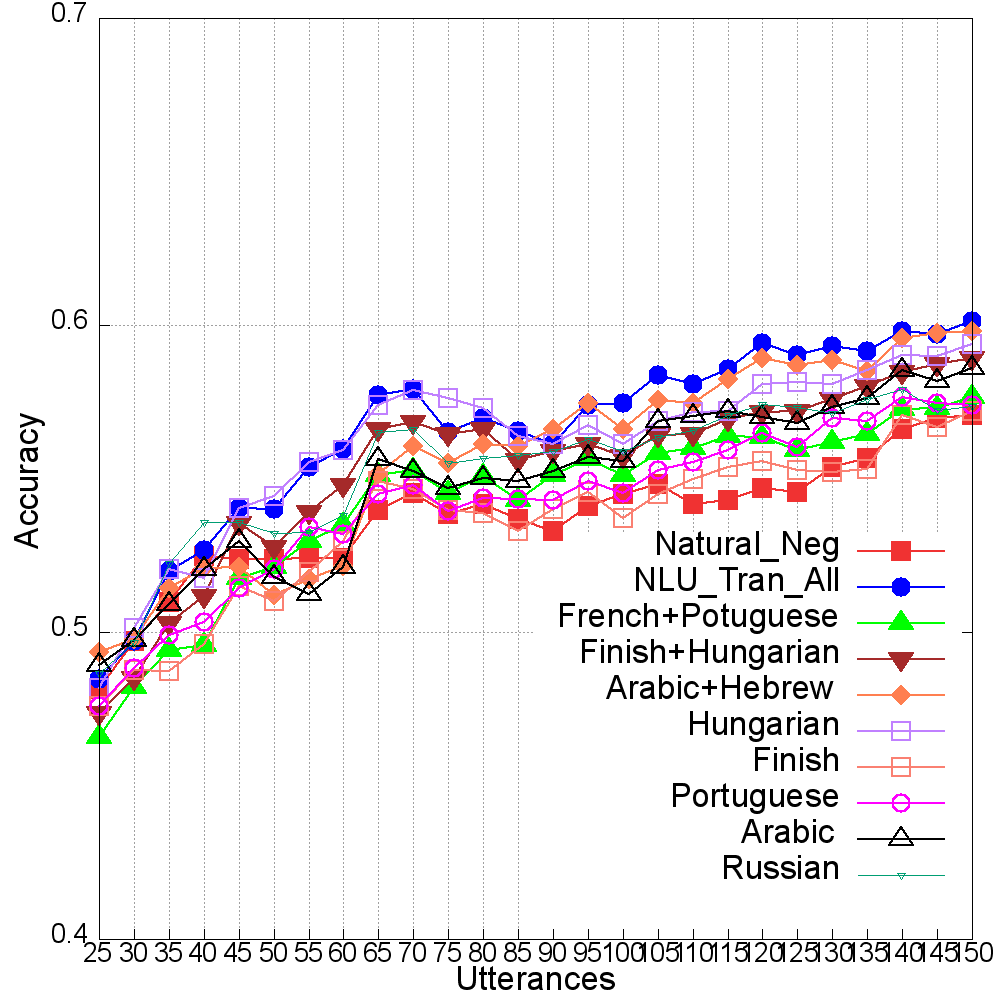 0.7
0.6
0.5
0.4
Accuracy
Natural_Neg
NLU_Tran_All
French+Potuguese
Finish+Hungarian
Arabic+Hebrew
Hungarian
Finish
Portuguese
Arabic
Russian
25 30 35 40 45 50 55 60 65 70 75 80 85 90 95 100 105 110 115 120 125 130 135 140 145 150
Utterances